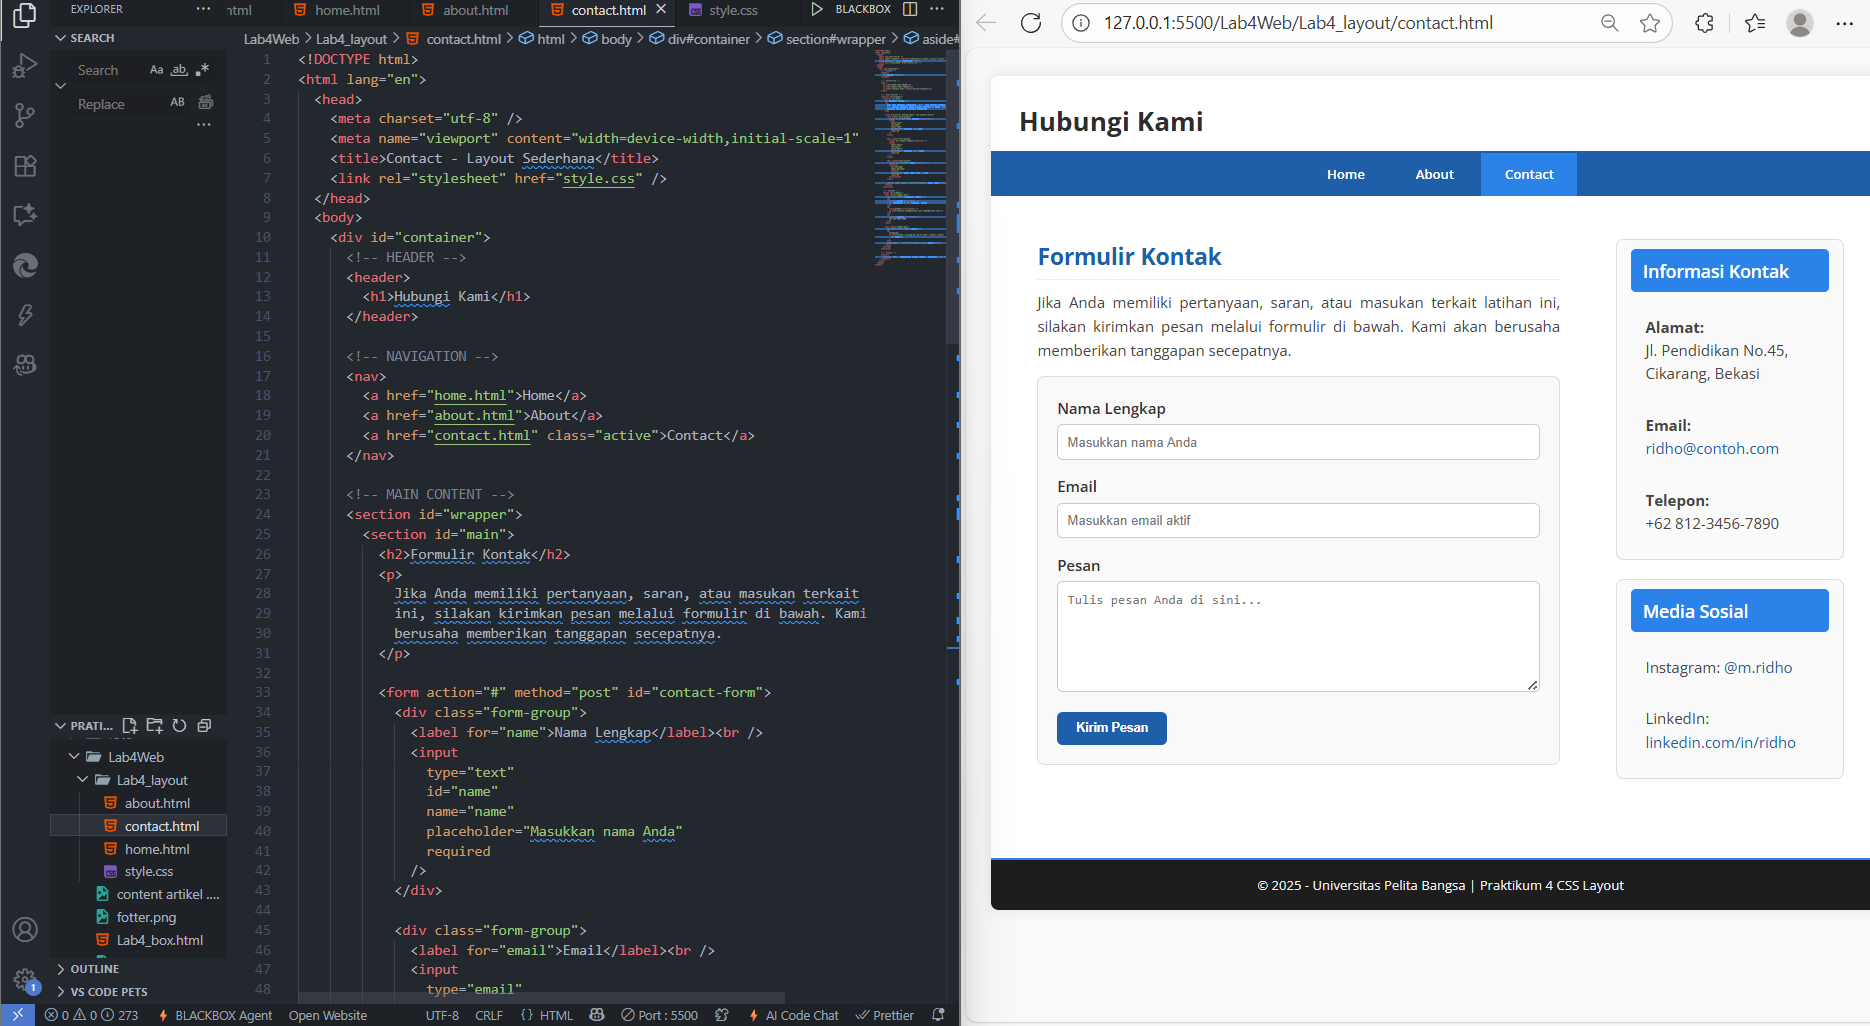 EXPLORER
SEARCH
Search
Aa
ab
Replace
AB
PRATI...
Lab4Web
Lab4_layout
about.html
contact.html
home.html
style.css
content artikel ....
fotter.png
Lab4_box.html
OUTLINE
VS CODE PETS
html
home.html
about.html
contact.html
style.css
BLACKBOX
Lab4Web > Lab4_layout > contact.html > html > body > div#container > section#wrapper > aside#
1 <!DOCTYPE html>
2 <html lang="en">
3 <head>
4 <meta charset="utf-8" />
5 <meta name="viewport" content="width=device-width,initial-scale=1"
6 <title>Contact - Layout Sederhana</title>
7 <link rel="stylesheet" href="style.css" />
8 </head>
9 <body>
10 <div id="container">
11 <!-- HEADER -->
12 <header>
13 <h1>Hubungi Kami</h1>
14 </header>
15
16 <!-- NAVIGATION -->
17 <nav>
18 <a href="home.html">Home</a>
19 <a href="about.html">About</a>
20 <a href="contact.html" class="active">Contact</a>
21 </nav>
22
23 <!-- MAIN CONTENT -->
24 <section id="wrapper">
25 <section id="main">
26 <h2>Formulir Kontak</h2>
27 <p>
28 Jika Anda memiliki pertanyaan, saran, atau masukan terkait
29 ini, silakan kirimkan pesan melalui formulir di bawah. Kami
30 berusaha memberikan tanggapan secepatnya.
31 </p>
32
33 <form action="#" method="post" id="contact-form">
34 <div class="form-group">
35 <label for="name">Nama Lengkap</label><br />
36 <input
37 type="text"
38 id="name"
39 name="name"
40 placeholder="Masukkan nama Anda"
41 required
42 />
43 </div>
44
45 <div class="form-group">
46 <label for="email">Email</label><br />
47 <input
48 type="email"
1
0 0 273
BLACKBOX Agent
Open Website
UTF-8
CRLF
{ } HTML
Port : 5500
AI Code Chat
Prettier
127.0.0.1:5500/Lab4Web/Lab4_layout/contact.html
Hubungi Kami
Home About Contact
Formulir Kontak
Jika Anda memiliki pertanyaan, saran, atau masukan terkait latihan ini,
silakan kirimkan pesan melalui formulir di bawah. Kami akan berusaha
memberikan tanggapan secepatnya.
Nama Lengkap
Masukkan nama Anda
Email
Masukkan email aktif
Pesan
Tulis pesan Anda di sini...
Kirim Pesan
Informasi Kontak
Alamat:
Jl. Pendidikan No.45,
Cikarang, Bekasi
Email:
ridho@contoh.com
Telepon:
+62 812-3456-7890
Media Sosial
Instagram: @m.ridho
LinkedIn:
linkedin.com/in/ridho
© 2025 - Universitas Pelita Bangsa | Praktikum 4 CSS Layout